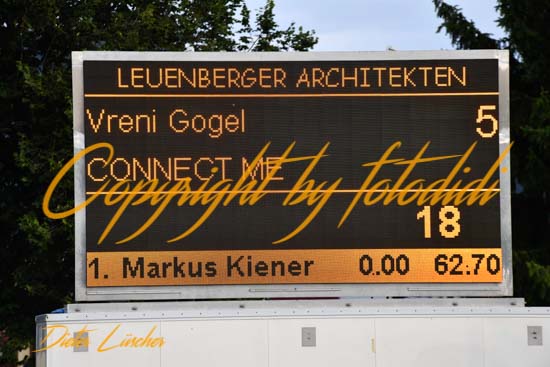 LEUENBERGER ARCHITEKTEN
Vreni Gogel 5
CONNECT ME
Copyright by fotodidi
18
1. Markus Kiener 0.00 62.70
Dieter Lüscher